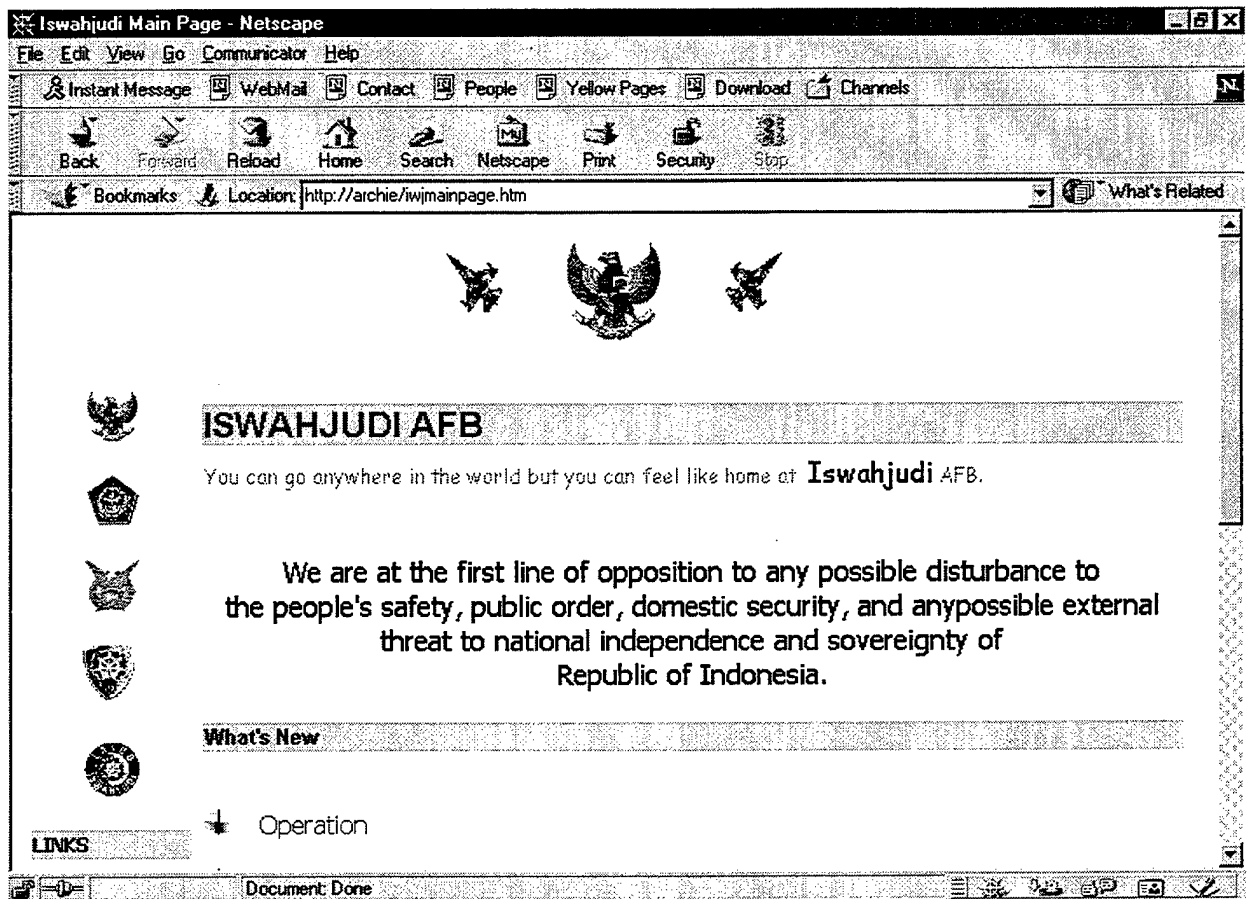 Iswahjudi Main Page - Netscape
File Edit View Go Communicator Help
Instant Message WebMail Contact People Yellow Pages Download Channels
Back Forward Reload Home Search Netscape Print Security Stop
Bookmarks Location: http://archie/iwjmainpage.htm What's Related
ISWAHJUDI AFB
You can go anywhere in the world but you can feel like home at Iswahjudi AFB.
We are at the first line of opposition to any possible disturbance to
the people's safety, public order, domestic security, and anypossible external
threat to national independence and sovereignty of
Republic of Indonesia.
What's New
Operation
LINKS
Document: Done